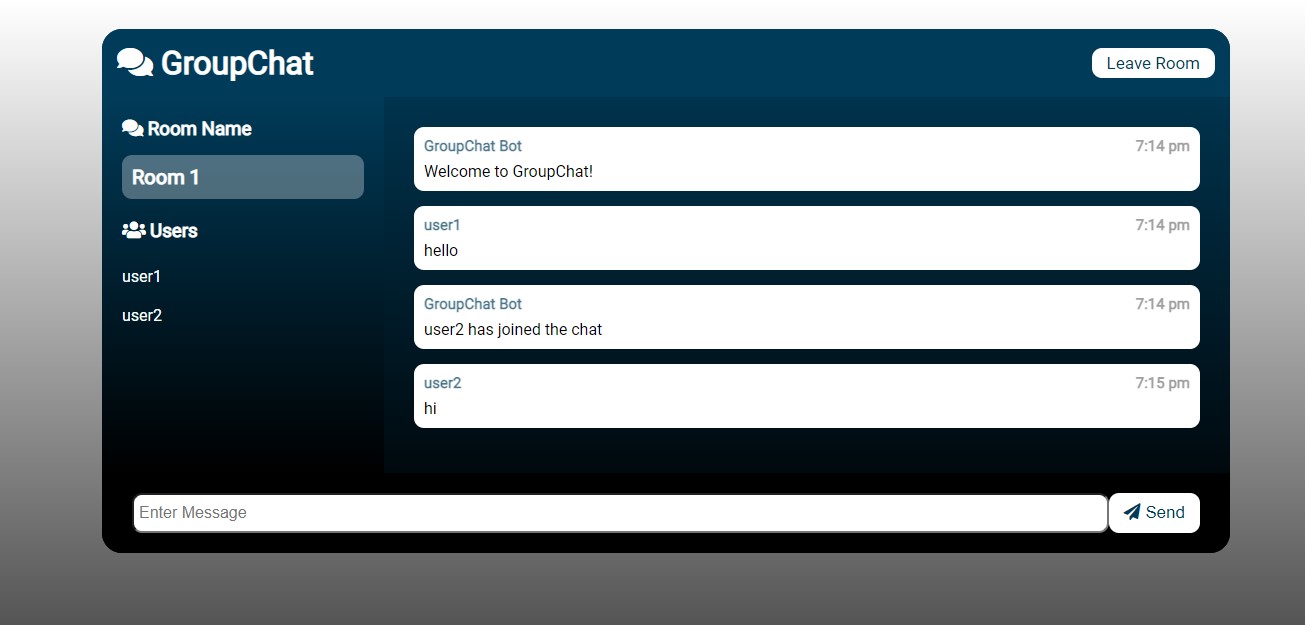 GroupChat
Leave Room
Room Name
Room 1
Users
user1
user2
GroupChat Bot 7:14 pm
Welcome to GroupChat!
user1 7:14 pm
hello
GroupChat Bot 7:14 pm
user2 has joined the chat
user2 7:15 pm
hi
Enter Message
Send